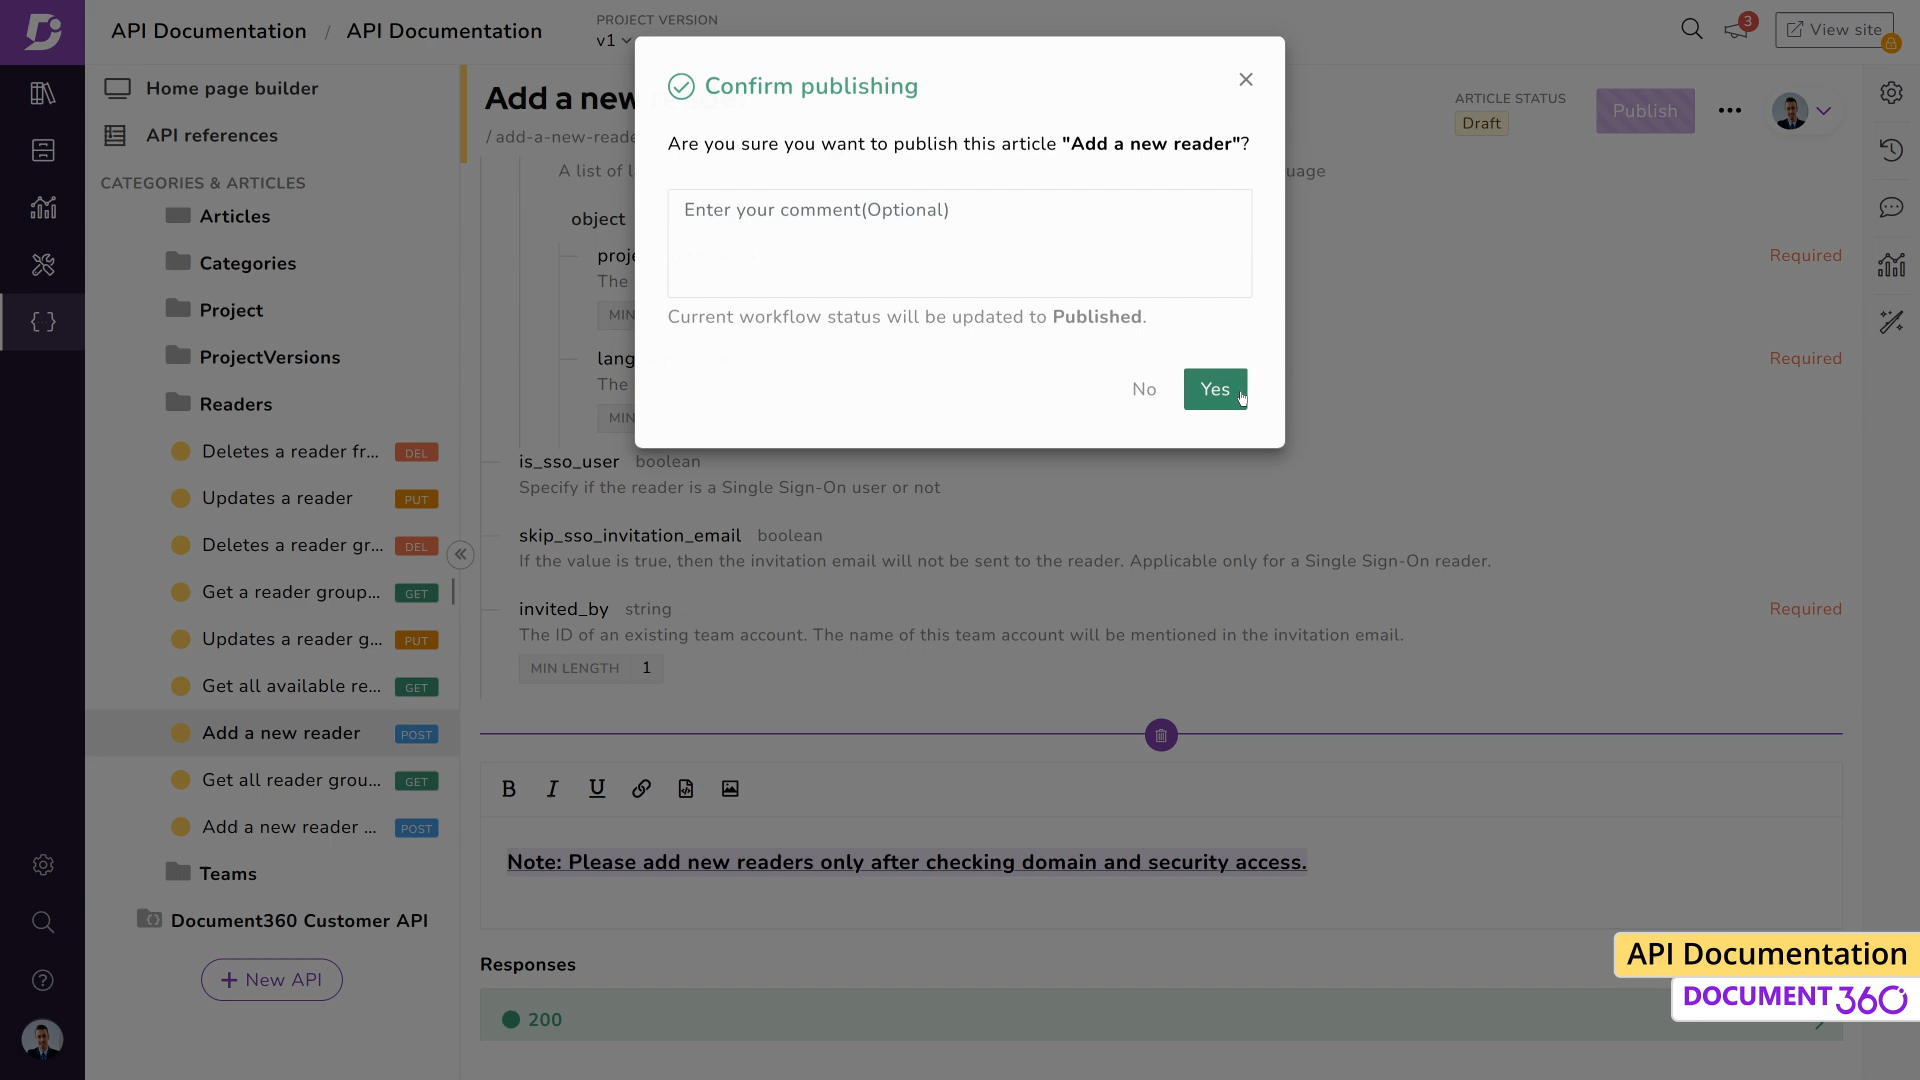 API Documentation / API Documentation
PROJECT VERSION
v1
3
View site
Home page builder
API references
CATEGORIES & ARTICLES
Articles
Categories
Project
ProjectVersions
Readers
Deletes a reader fr... DEL
Updates a reader PUT
Deletes a reader gr... DEL
Get a reader group... GET
Updates a reader g... PUT
Get all available re... GET
Add a new reader POST
Get all reader grou... GET
Add a new reader ... POST
Teams
Document360 Customer API
+ New API
Add a new
/ add-a-new-reade
ARTICLE STATUS
Draft
Publish
A list of l
uage
object
proje
Required
The
MIN
lang
Required
The
MIN
Confirm publishing
Are you sure you want to publish this article "Add a new reader"?
Enter your comment(Optional)
Current workflow status will be updated to Published.
No
Yes
is_sso_user boolean
Specify if the reader is a Single Sign-On user or not
skip_sso_invitation_email boolean
If the value is true, then the invitation email will not be sent to the reader. Applicable only for a Single Sign-On reader.
invited_by string
Required
The ID of an existing team account. The name of this team account will be mentioned in the invitation email.
MIN LENGTH 1
B I U
Note: Please add new readers only after checking domain and security access.
Responses
200
API Documentation
DOCUMENT360